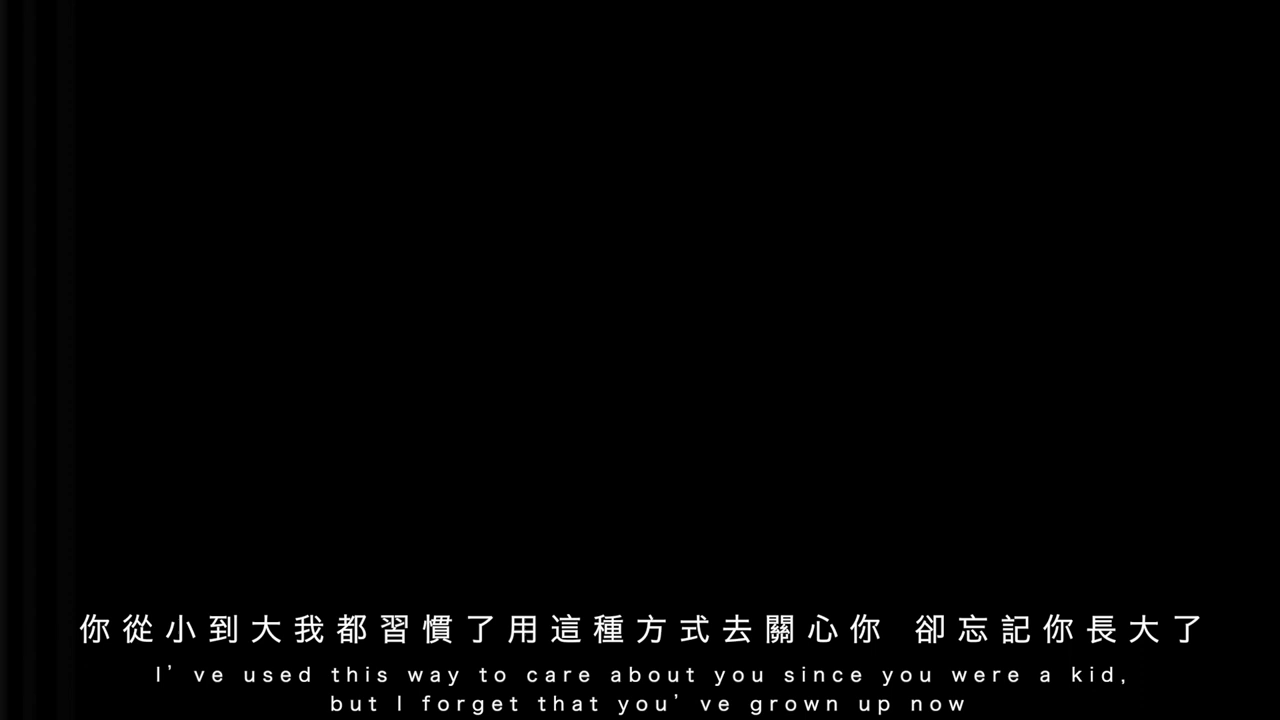 你從小到大我都習慣了用這種方式去關心你 卻忘記你長大了
I’ve used this way to care about you since you were a kid,
but I forget that you’ve grown up now